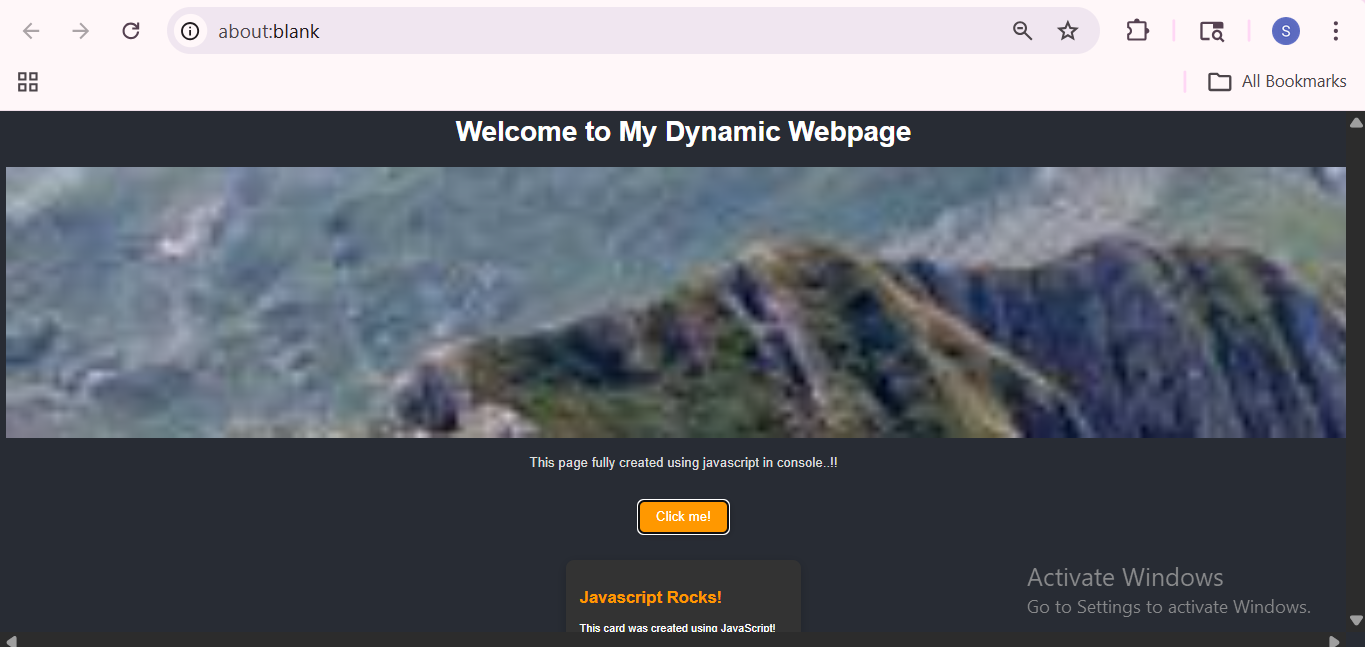 about:blank
S
All Bookmarks
Welcome to My Dynamic Webpage
This page fully created using javascript in console..!!
Click me!
Javascript Rocks!
This card was created using JavaScript!
Activate Windows
Go to Settings to activate Windows.